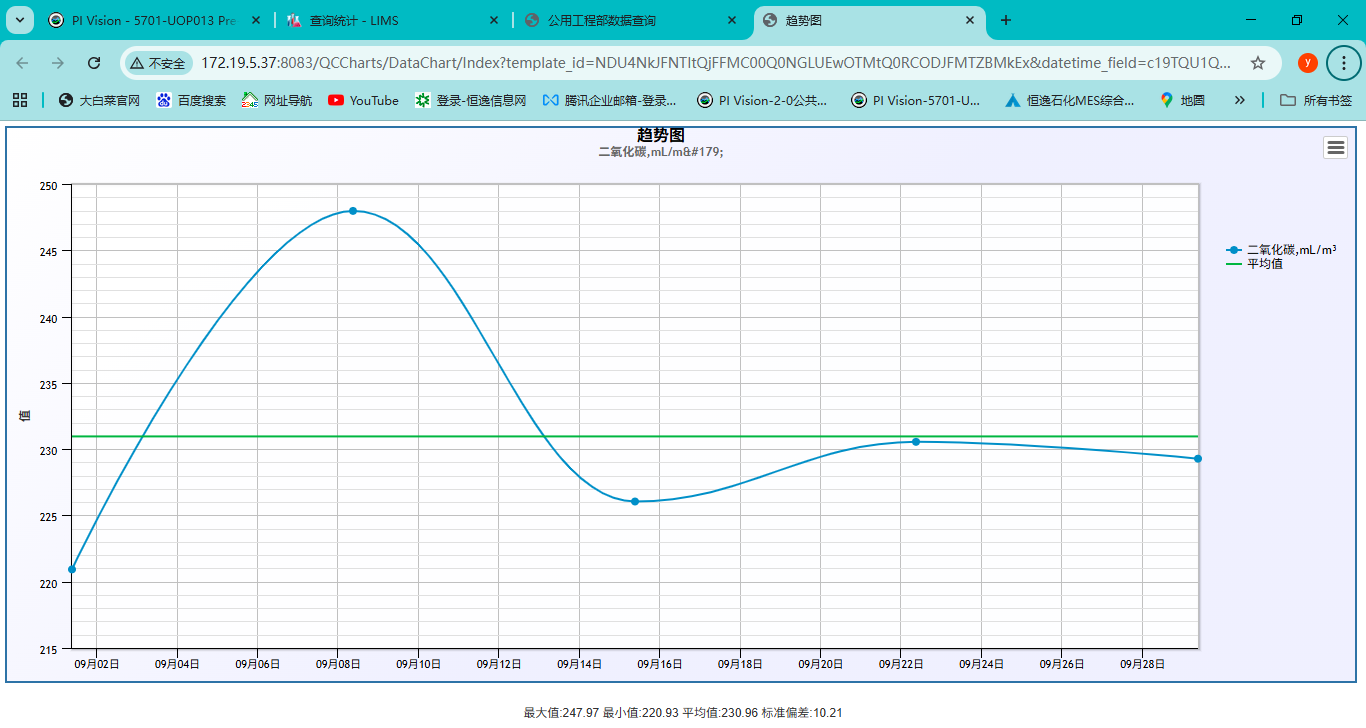 PI Vision - 5701-UOP013 Pre
查询统计 - LIMS
公用工程部数据查询
趋势图
不安全
172.19.5.37:8083/QCCharts/DataChart/Index?template_id=NDU4NkJFNTItQjFFMC00Q0NGLUEwOTMtQ0RCODJFMTZBMkEx&datetime_field=c19TQU1Q...
y
大白菜官网
百度搜索
网址导航
YouTube
登录-恒逸信息网
腾讯企业邮箱-登录...
PI Vision-2-0公共...
PI Vision-5701-U...
恒逸石化MES综合...
地图
所有书签
趋势图
二氧化碳,mL/m&#179;
250
245
240
235
230
225
220
215
值
二氧化碳,mL/m³
平均值
09月02日 09月04日 09月06日 09月08日 09月10日 09月12日 09月14日 09月16日 09月18日 09月20日 09月22日 09月24日 09月26日 09月28日
最大值:247.97 最小值:220.93 平均值:230.96 标准偏差:10.21